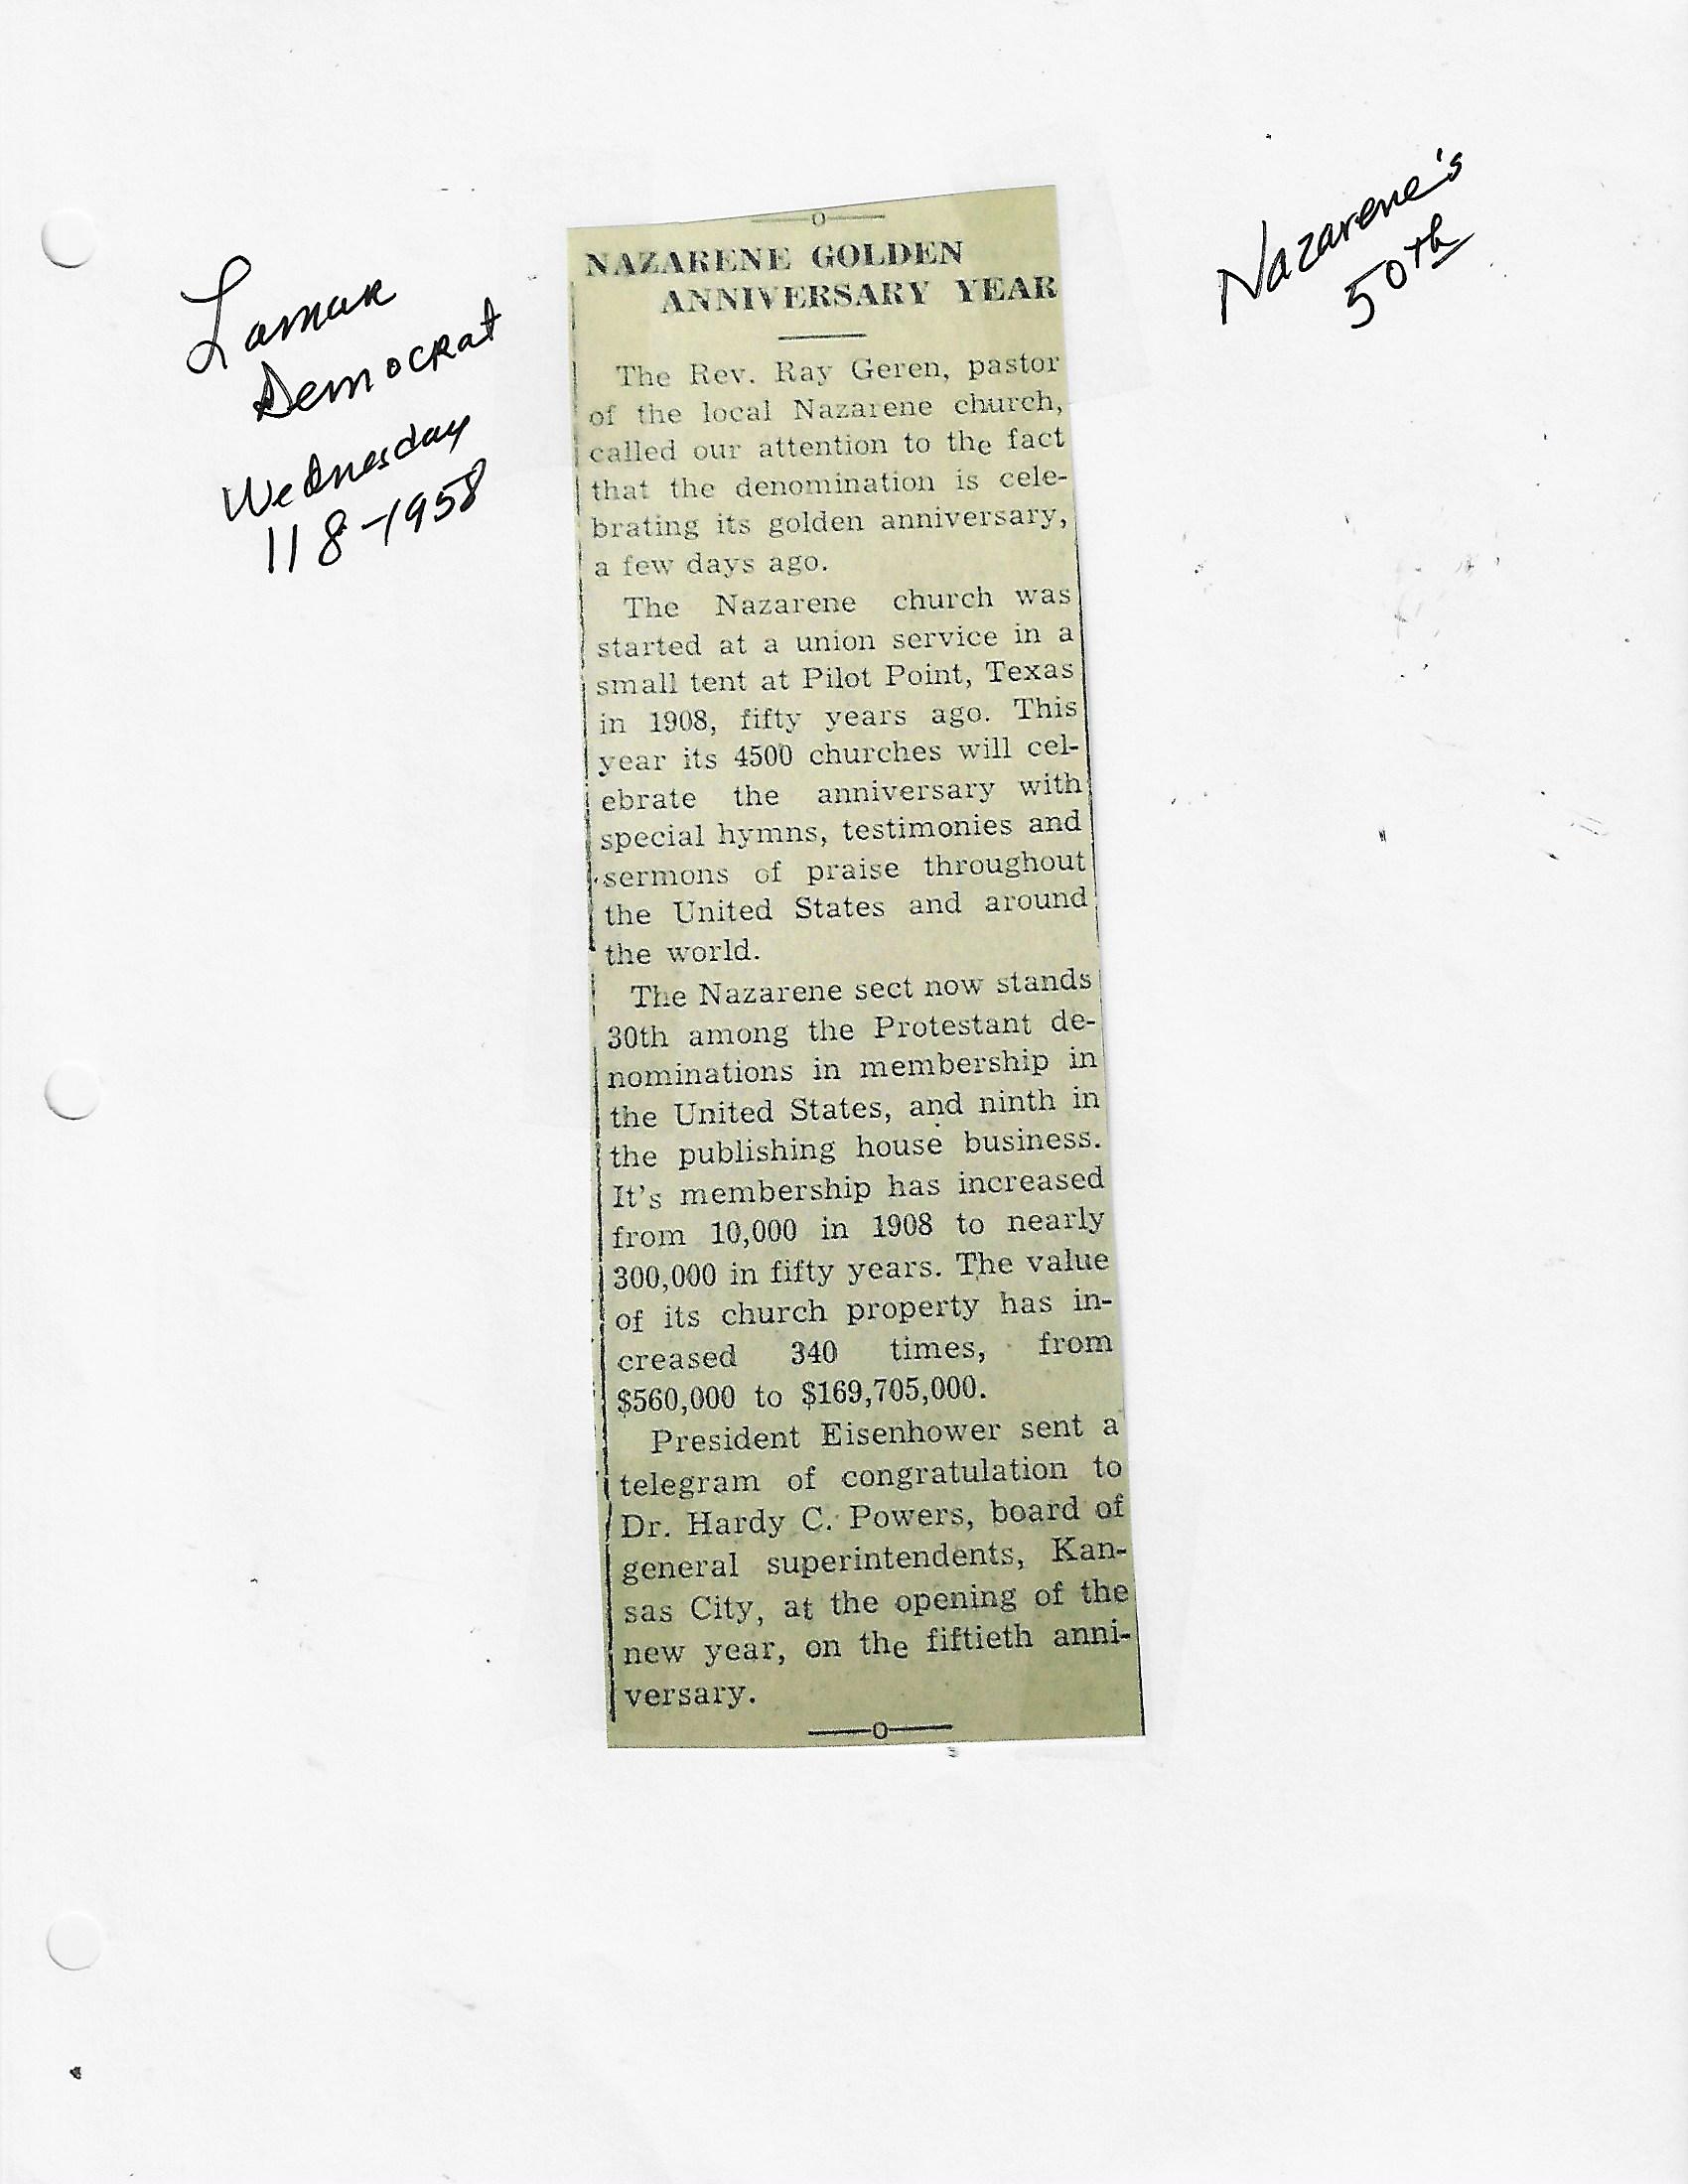 Lamar
Democrat
Wednesday
118-1958
Nazarene's
50th
—o—
NAZARENE GOLDEN
ANNIVERSARY YEAR
The Rev. Ray Geren, pastor
of the local Nazarene church,
called our attention to the fact
that the denomination is cele-
brating its golden anniversary,
a few days ago.
The Nazarene church was
started at a union service in a
small tent at Pilot Point, Texas
in 1908, fifty years ago. This
year its 4500 churches will cel-
ebrate the anniversary with
special hymns, testimonies and
sermons of praise throughout
the United States and around
the world.
The Nazarene sect now stands
30th among the Protestant de-
nominations in membership in
the United States, and ninth in
the publishing house business.
It's membership has increased
from 10,000 in 1908 to nearly
300,000 in fifty years. The value
of its church property has in-
creased 340 times, from
$560,000 to $169,705,000.
President Eisenhower sent a
telegram of congratulation to
Dr. Hardy C. Powers, board of
general superintendents, Kan-
sas City, at the opening of the
new year, on the fiftieth anni-
versary.
—o—